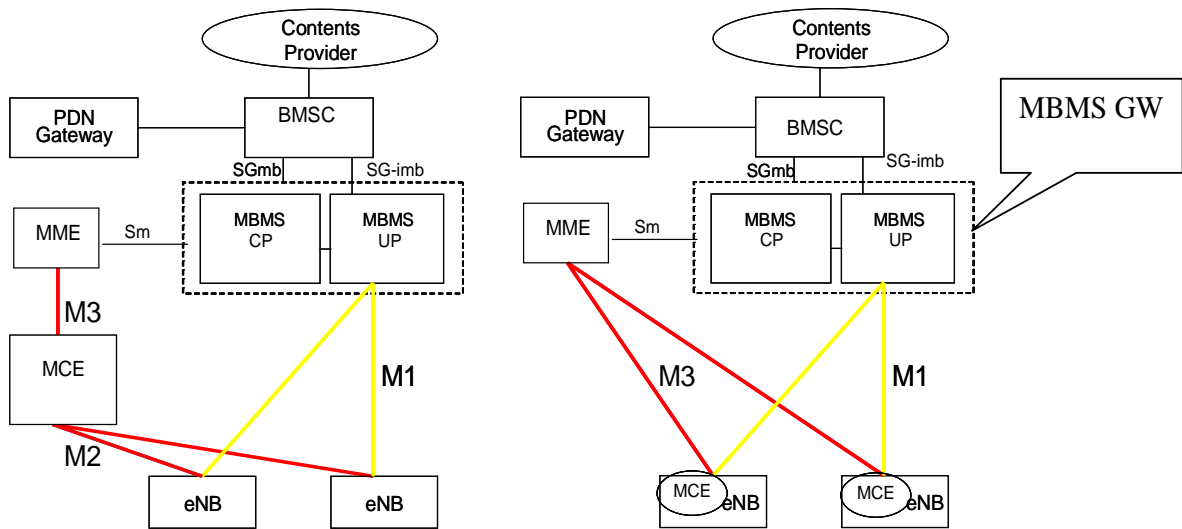 Contents
Provider
PDN
Gateway
BMSC
SGmb
SG-imb
MBMS
CP
MBMS
UP
MME
Sm
M3
MCE
M1
M2
eNB
eNB
Contents
Provider
PDN
Gateway
BMSC
MBMS GW
SGmb
SG-imb
MBMS
CP
MBMS
UP
MME
Sm
M3
M1
MCE
eNB
MCE
eNB